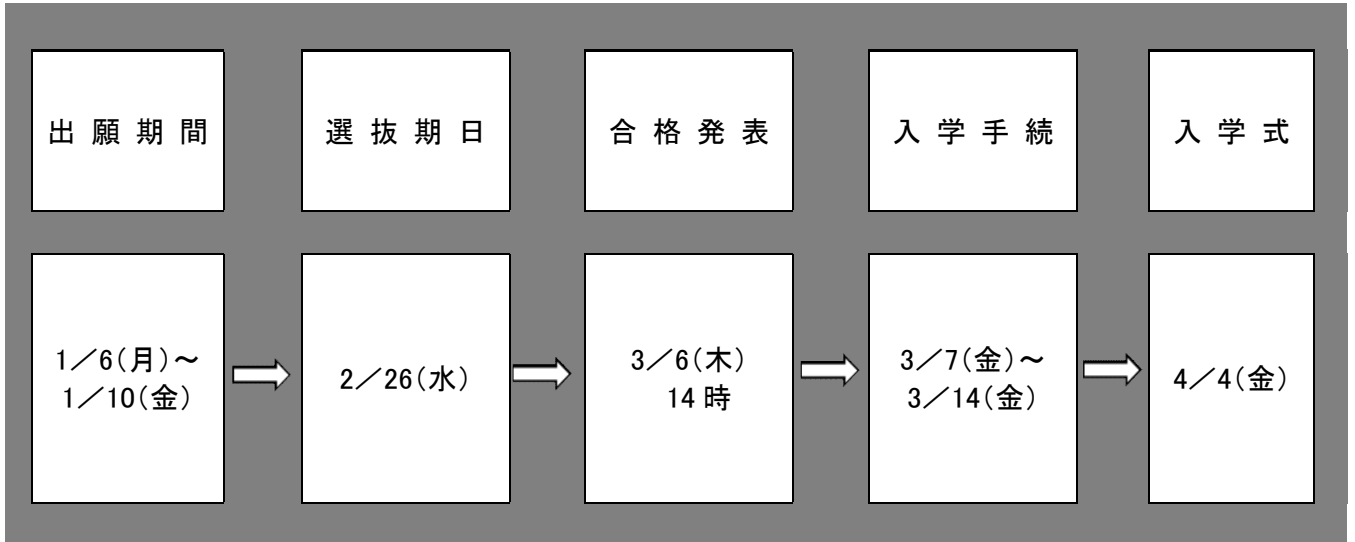 出願期間
選抜期日
合格発表
入学手続
入学式
1/6(月)~
1/10(金)
2/26(水)
3/6(木)
14時
3/7(金)~
3/14(金)
4/4(金)